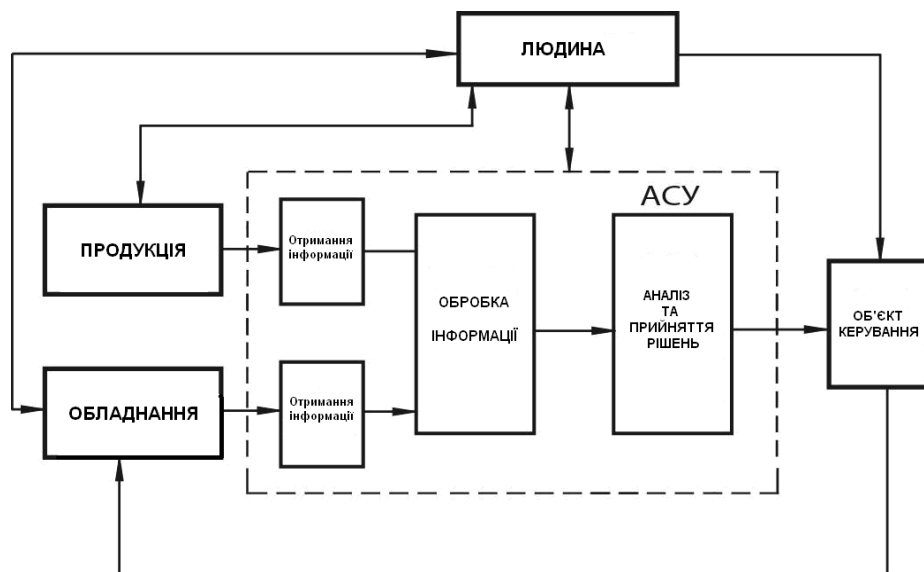 ЛЮДИНА
АСУ
ПРОДУКЦІЯ
Отримання
інформації
ОБРОБКА
ІНФОРМАЦІЇ
АНАЛІЗ
ТА
ПРИЙНЯТТЯ
РІШЕНЬ
ОБ'ЄКТ
КЕРУВАННЯ
ОБЛАДНАННЯ
Отримання
інформації